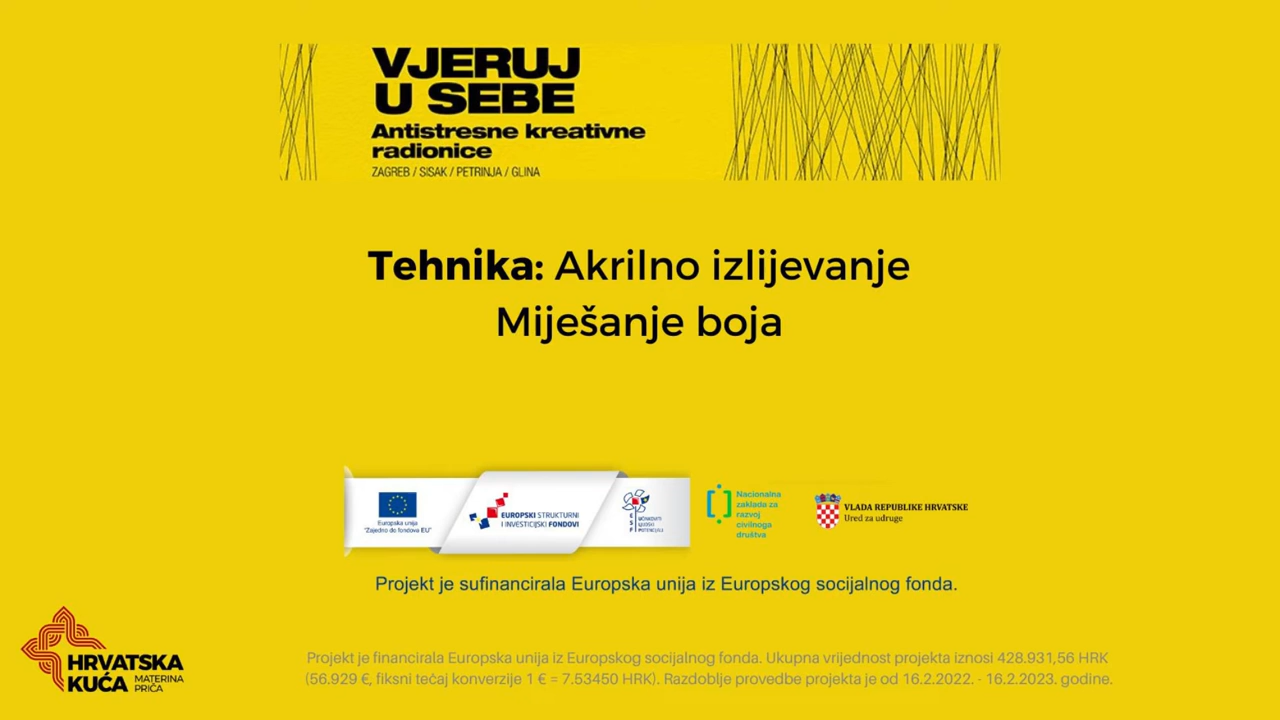 VJERUJ
U SEBE
Antistresne kreativne
radionice
ZAGREB / SISAK / PETRINJA / GLINA
Tehnika: Akrilno izlijevanje
Miješanje boja
Europska unija
"Zajedno do fondova EU"
EUROPSKI STRUKTURNI
I INVESTICIJSKI FONDOVI
ESF
UČINKOVITI
LJUDSKI
POTENCIJALI
Nacionalna
zaklada za
razvoj
civilnoga
društva
VLADA REPUBLIKE HRVATSKE
Ured za udruge
Projekt je sufinancirala Europska unija iz Europskog socijalnog fonda.
HRVATSKA
KUĆA
MATERINA
PRIČA
Projekt je financirala Europska unija iz Europskog socijalnog fonda. Ukupna vrijednost projekta iznosi 428.931,56 HRK
(56.929 €, fiksni tečaj konverzije 1 € = 7.53450 HRK). Razdoblje provedbe projekta je od 16.2.2022. - 16.2.2023. godine.